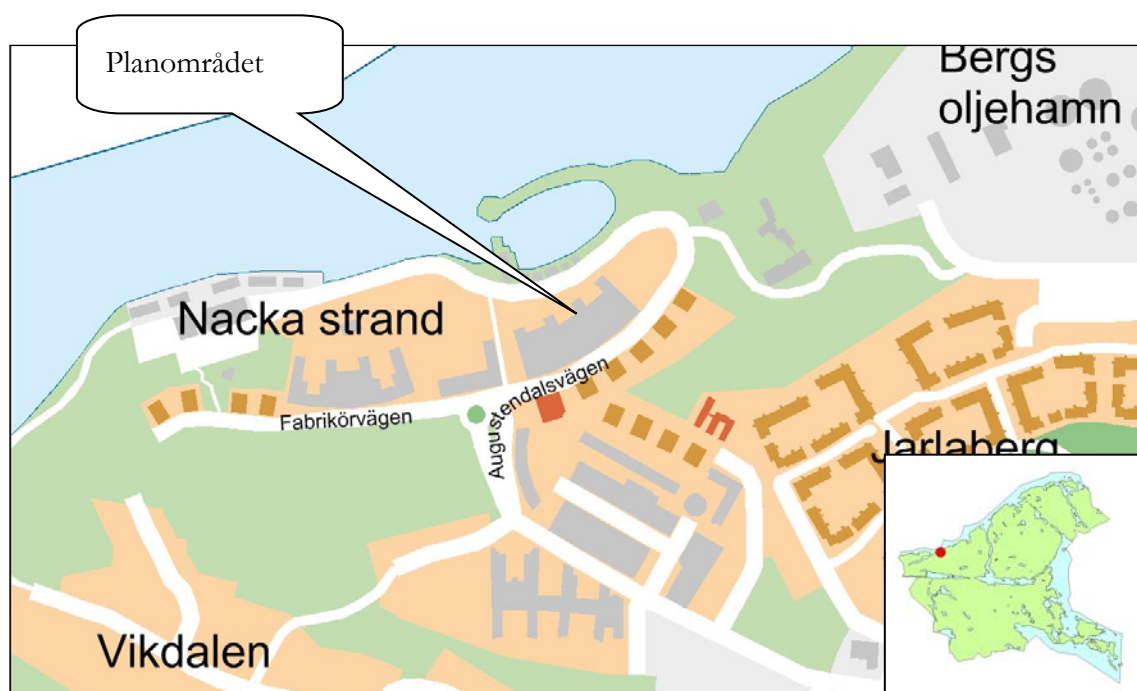 Planområdet
Bergs
oljehamn
Nacka strand
Fabrikörvägen
Augustendalsvägen
Jarlaberg
Vikdalen